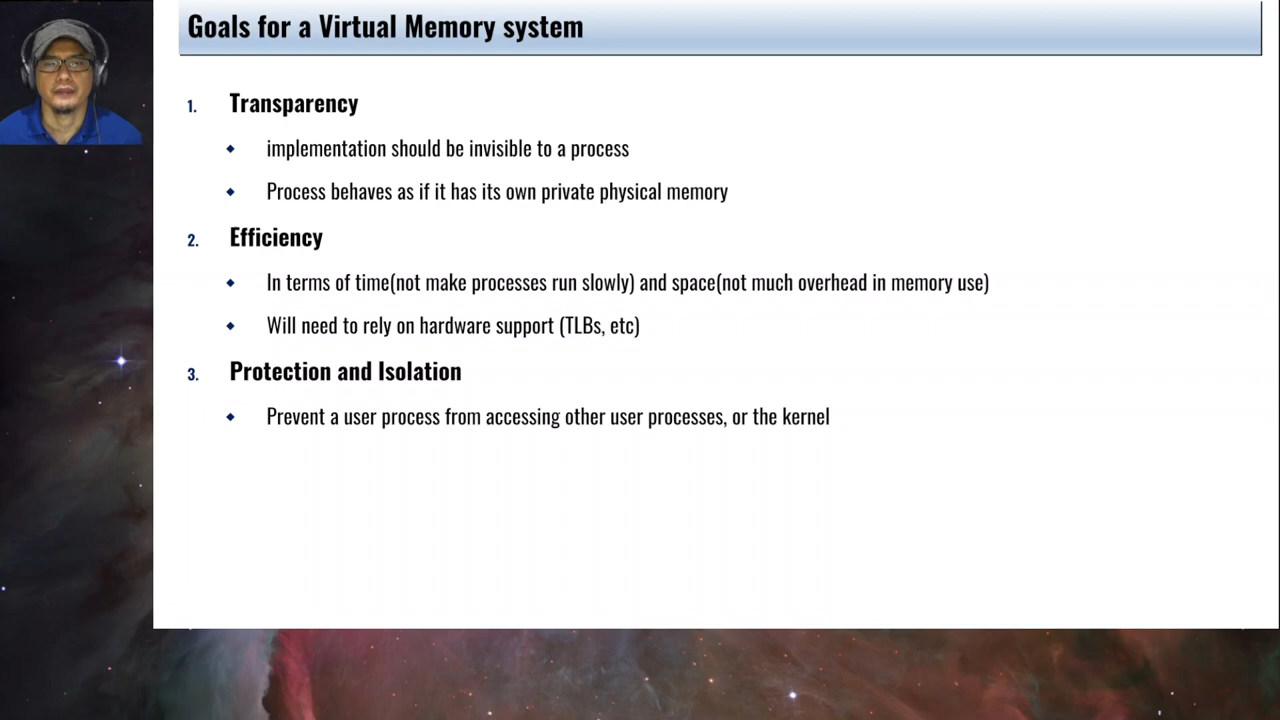 Goals for a Virtual Memory system
1. Transparency
implementation should be invisible to a process
Process behaves as if it has its own private physical memory
2. Efficiency
In terms of time(not make processes run slowly) and space(not much overhead in memory use)
Will need to rely on hardware support (TLBs, etc)
3. Protection and Isolation
Prevent a user process from accessing other user processes, or the kernel